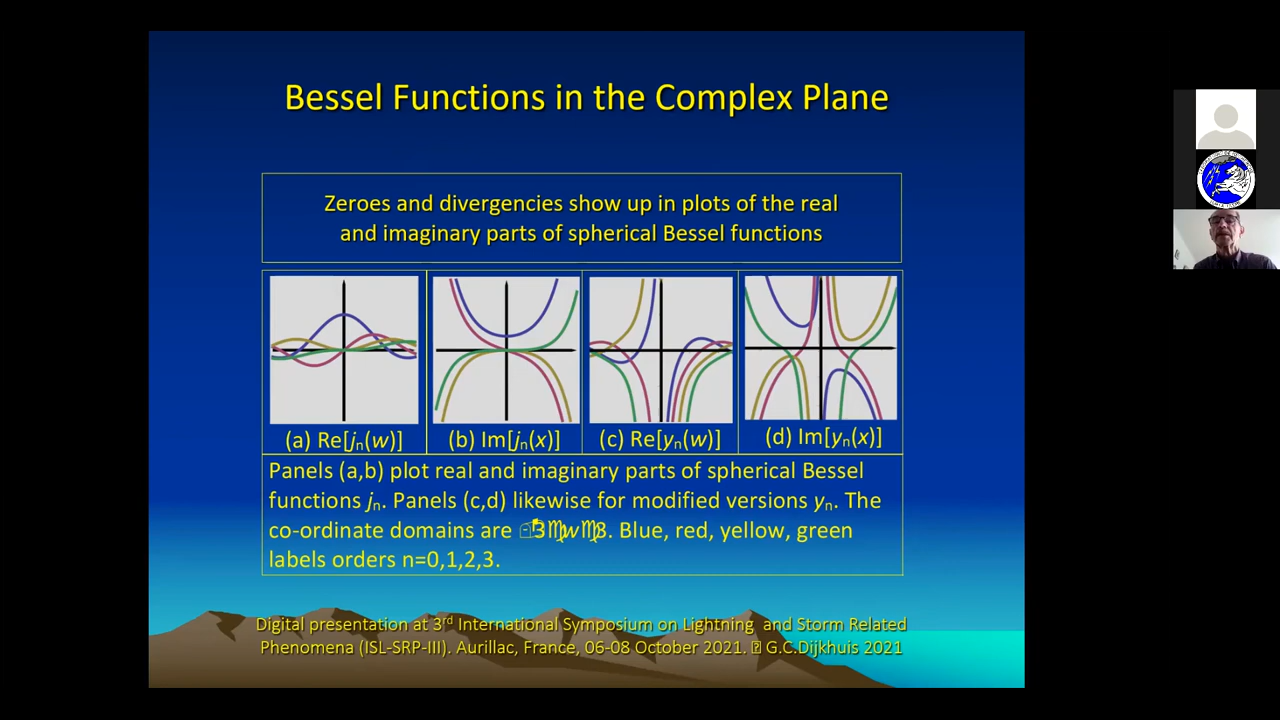 Bessel Functions in the Complex Plane
Zeroes and divergencies show up in plots of the real
and imaginary parts of spherical Bessel functions
(a) Re[jn(w)]
(b) Im[jn(x)]
(c) Re[yn(w)]
(d) Im[yn(x)]
Panels (a,b) plot real and imaginary parts of spherical Bessel
functions jn. Panels (c,d) likewise for modified versions yn. The
co-ordinate domains are 3 w 3. Blue, red, yellow, green
labels orders n=0,1,2,3.
Digital presentation at 3rd International Symposium on Lightning and Storm Related
Phenomena (ISL-SRP-III). Aurillac, France, 06-08 October 2021. G.C.Dijkhuis 2021